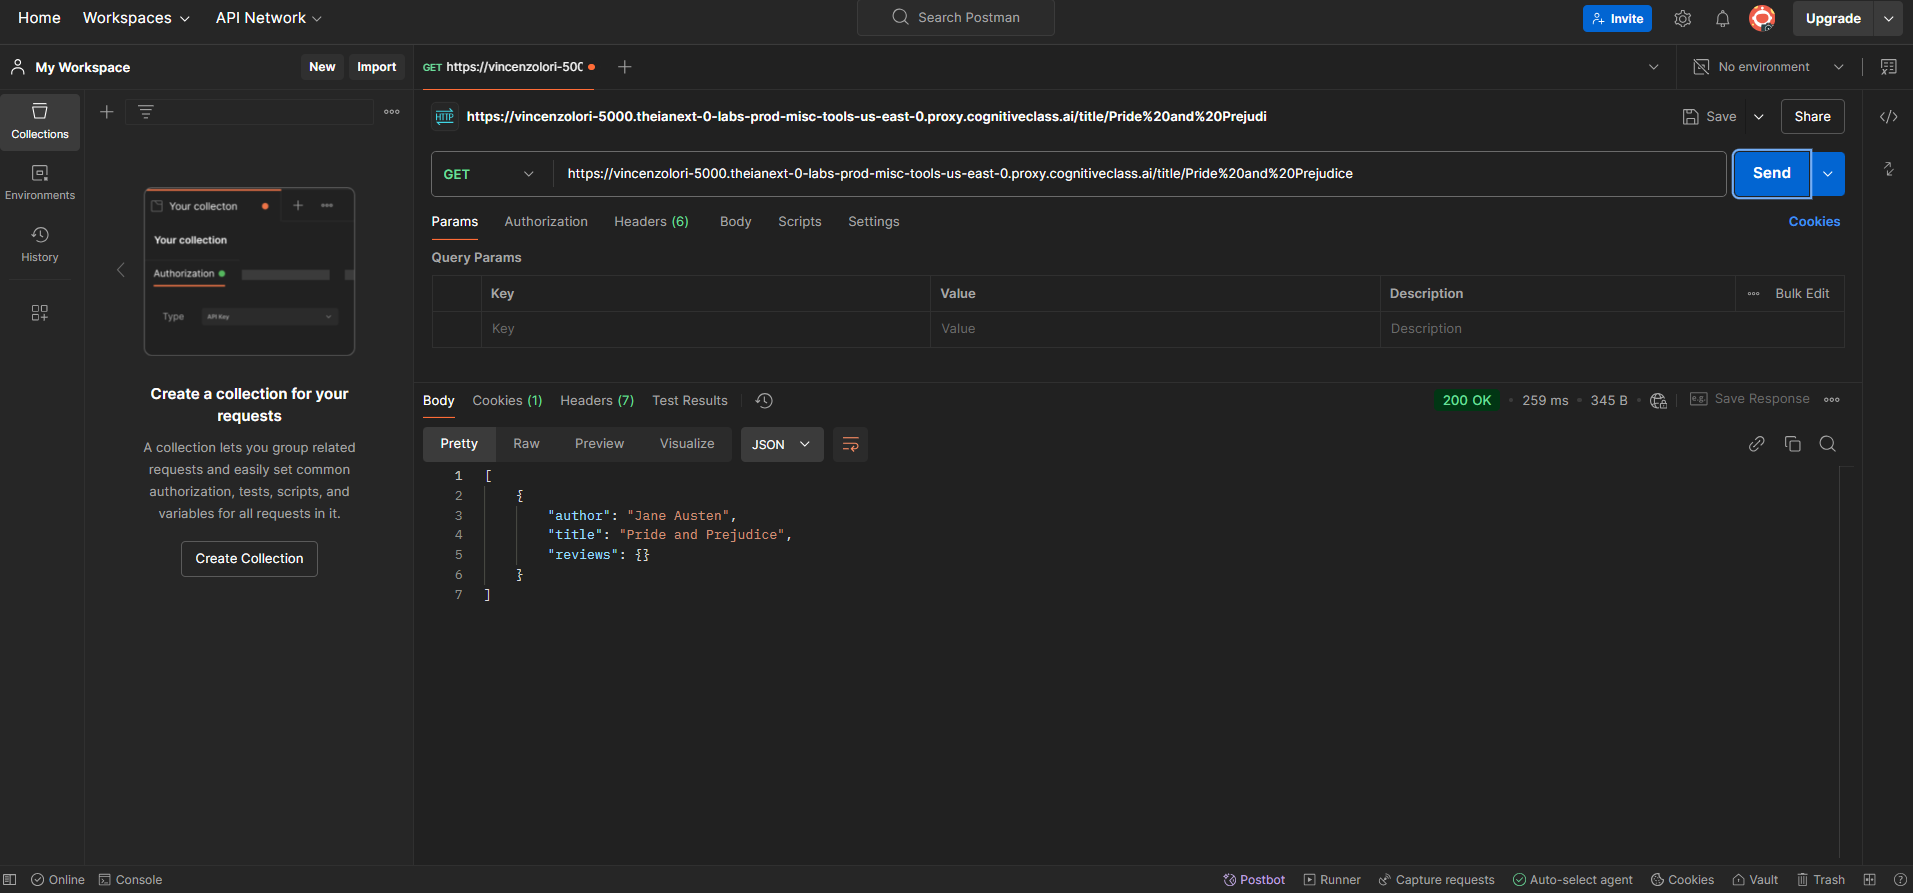 Home Workspaces API Network Search Postman Invite Upgrade
My Workspace New Import GET https://vincenzolori-500 No environment
Collections
Environments
History
Your collecton
Your collection
Authorization
Type API Key
Create a collection for your
requests
A collection lets you group related
requests and easily set common
authorization, tests, scripts, and
variables for all requests in it.
Create Collection
HTTP https://vincenzolori-5000.theianext-0-labs-prod-misc-tools-us-east-0.proxy.cognitiveclass.ai/title/Pride%20and%20Prejudi Save Share
GET https://vincenzolori-5000.theianext-0-labs-prod-misc-tools-us-east-0.proxy.cognitiveclass.ai/title/Pride%20and%20Prejudice Send
Params Authorization Headers (6) Body Scripts Settings Cookies
Query Params
Key Value Description Bulk Edit
Key Value Description
Body Cookies (1) Headers (7) Test Results 200 OK 259 ms 345 B e.g. Save Response
Pretty Raw Preview Visualize JSON
1 [
2 {
3 "author": "Jane Austen",
4 "title": "Pride and Prejudice",
5 "reviews": {}
6 }
7 ]
Online Console Postbot Runner Capture requests Auto-select agent Cookies Vault Trash